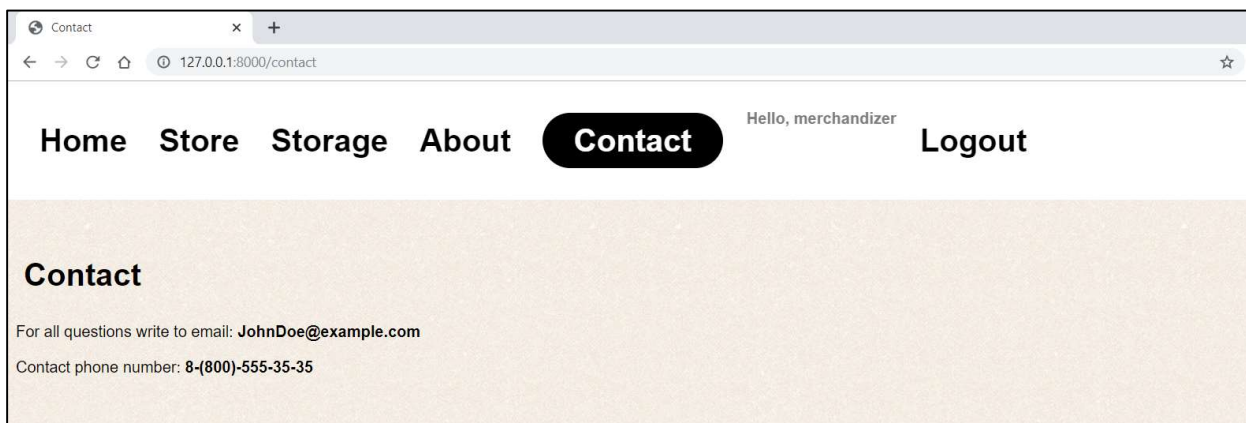 Contact
127.0.0.1:8000/contact
Home Store Storage About Contact Hello, merchandizer Logout
Contact
For all questions write to email: JohnDoe@example.com
Contact phone number: 8-(800)-555-35-35